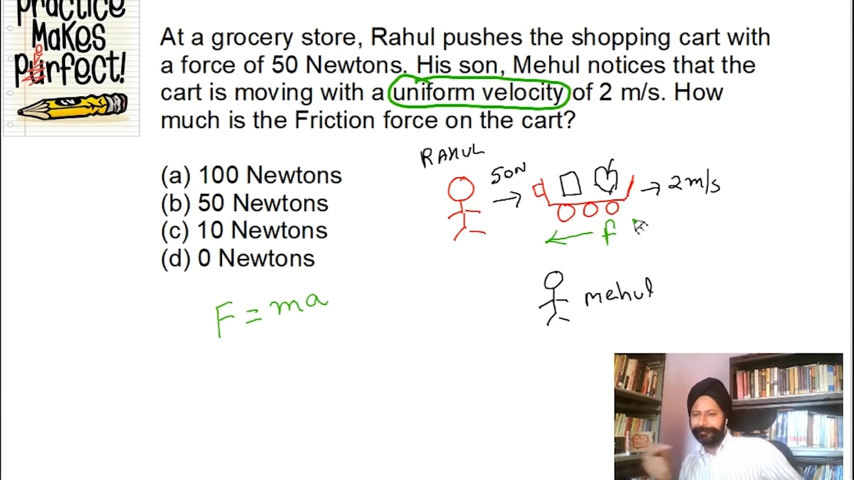 Practice
Makes
Purfect!
At a grocery store, Rahul pushes the shopping cart with
a force of 50 Newtons. His son, Mehul notices that the
cart is moving with a uniform velocity of 2 m/s. How
much is the Friction force on the cart?
(a) 100 Newtons
(b) 50 Newtons
(c) 10 Newtons
(d) 0 Newtons
RAHUL
50N
2m/s
f
mehul
F = ma